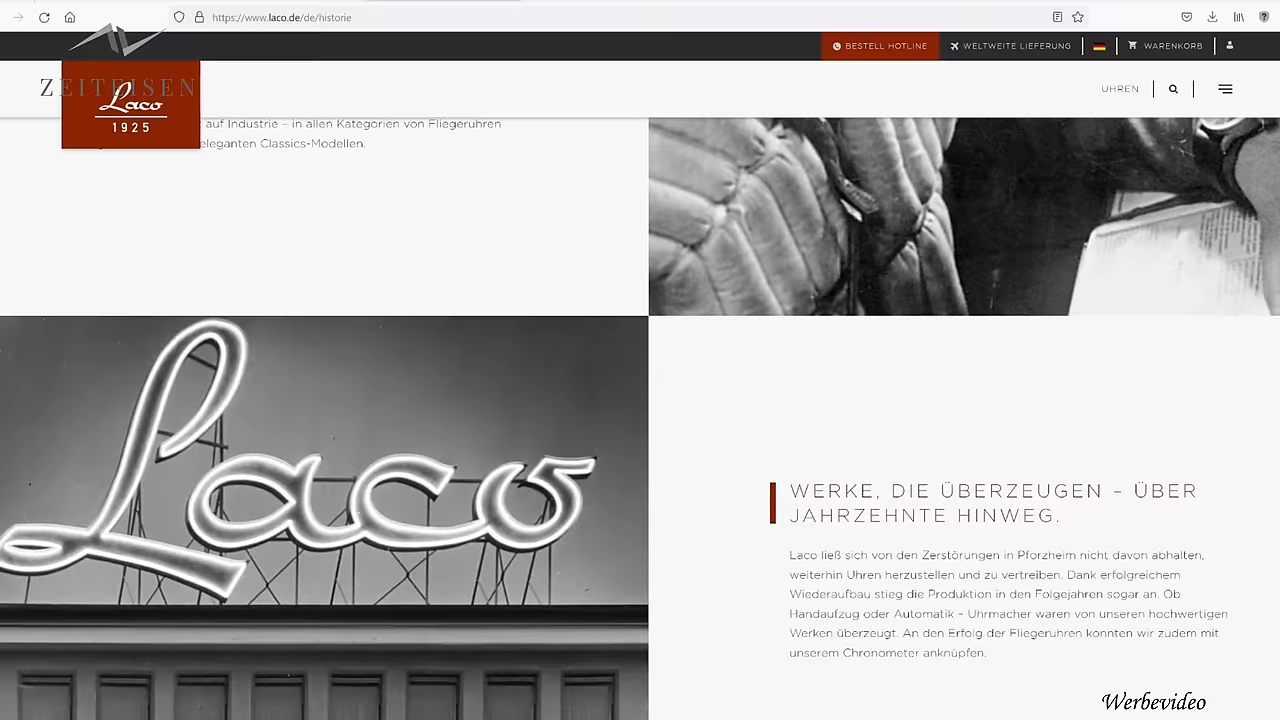 https://www.laco.de/de/historie
BESTELL HOTLINE
WELTWEITE LIEFERUNG
WARENKORB
ZEITEISEN
Laco
1925
UHREN
auf Industrie – in allen Kategorien von Fliegeruhren
eleganten Classics-Modellen.
Laco
WERKE, DIE ÜBERZEUGEN – ÜBER
JAHRZEHNTE HINWEG.
Laco ließ sich von den Zerstörungen in Pforzheim nicht davon abhalten,
weiterhin Uhren herzustellen und zu vertreiben. Dank erfolgreichem
Wiederaufbau stieg die Produktion in den Folgejahren sogar an. Ob
Handaufzug oder Automatik – Uhrmacher waren von unseren hochwertigen
Werken überzeugt. An den Erfolg der Fliegeruhren konnten wir zudem mit
unserem Chronometer anknüpfen.
Werbevideo